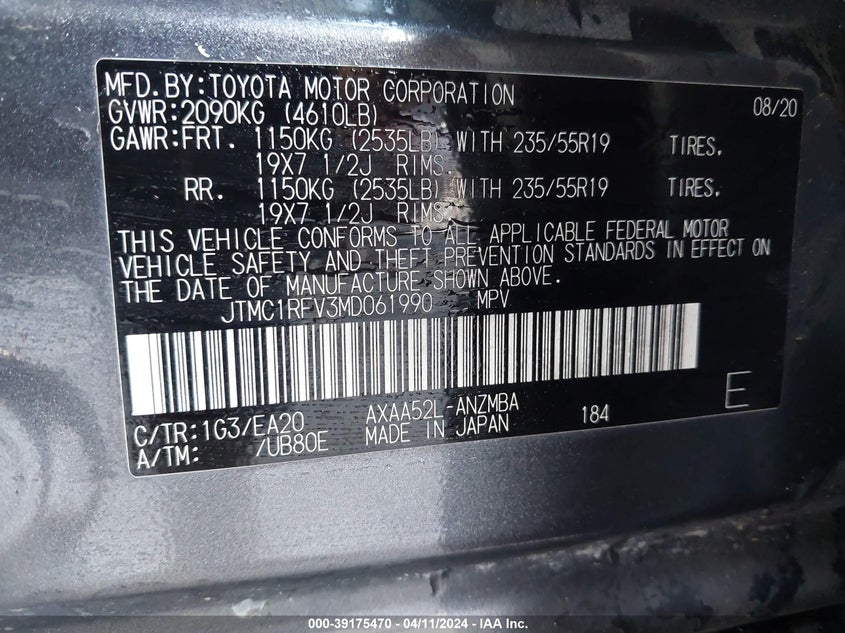 MFD.BY:TOYOTA MOTOR CORPORATION 08/20
GVWR:2090KG (4610LB)
GAWR:FRT. 1150KG (2535LB) WITH 235/55R19 TIRES.
19X7 1/2J RIMS
RR. 1150KG (2535LB) WITH 235/55R19 TIRES.
19X7 1/2J RIMS
THIS VEHICLE CONFORMS TO ALL APPLICABLE FEDERAL MOTOR
VEHICLE SAFETY AND THEFT PREVENTION STANDARDS IN EFFECT ON
THE DATE OF MANUFACTURE SHOWN ABOVE.
JTMC1RFV3MD061990 MPV
E
C/TR:1G3/EA20 AXAA52L-ANZMBA 184
A/TM: /UB80E MADE IN JAPAN
000-39175470 - 04/11/2024 - IAA Inc.